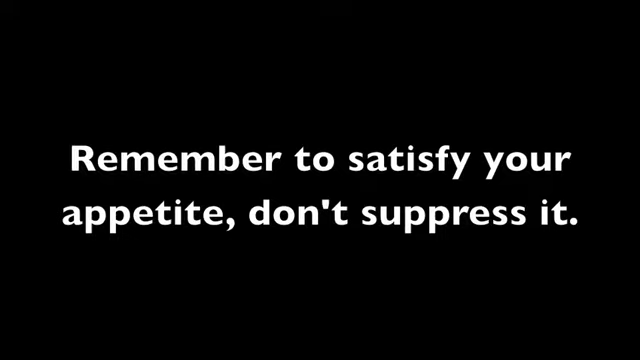 Remember to satisfy your
appetite, don't suppress it.